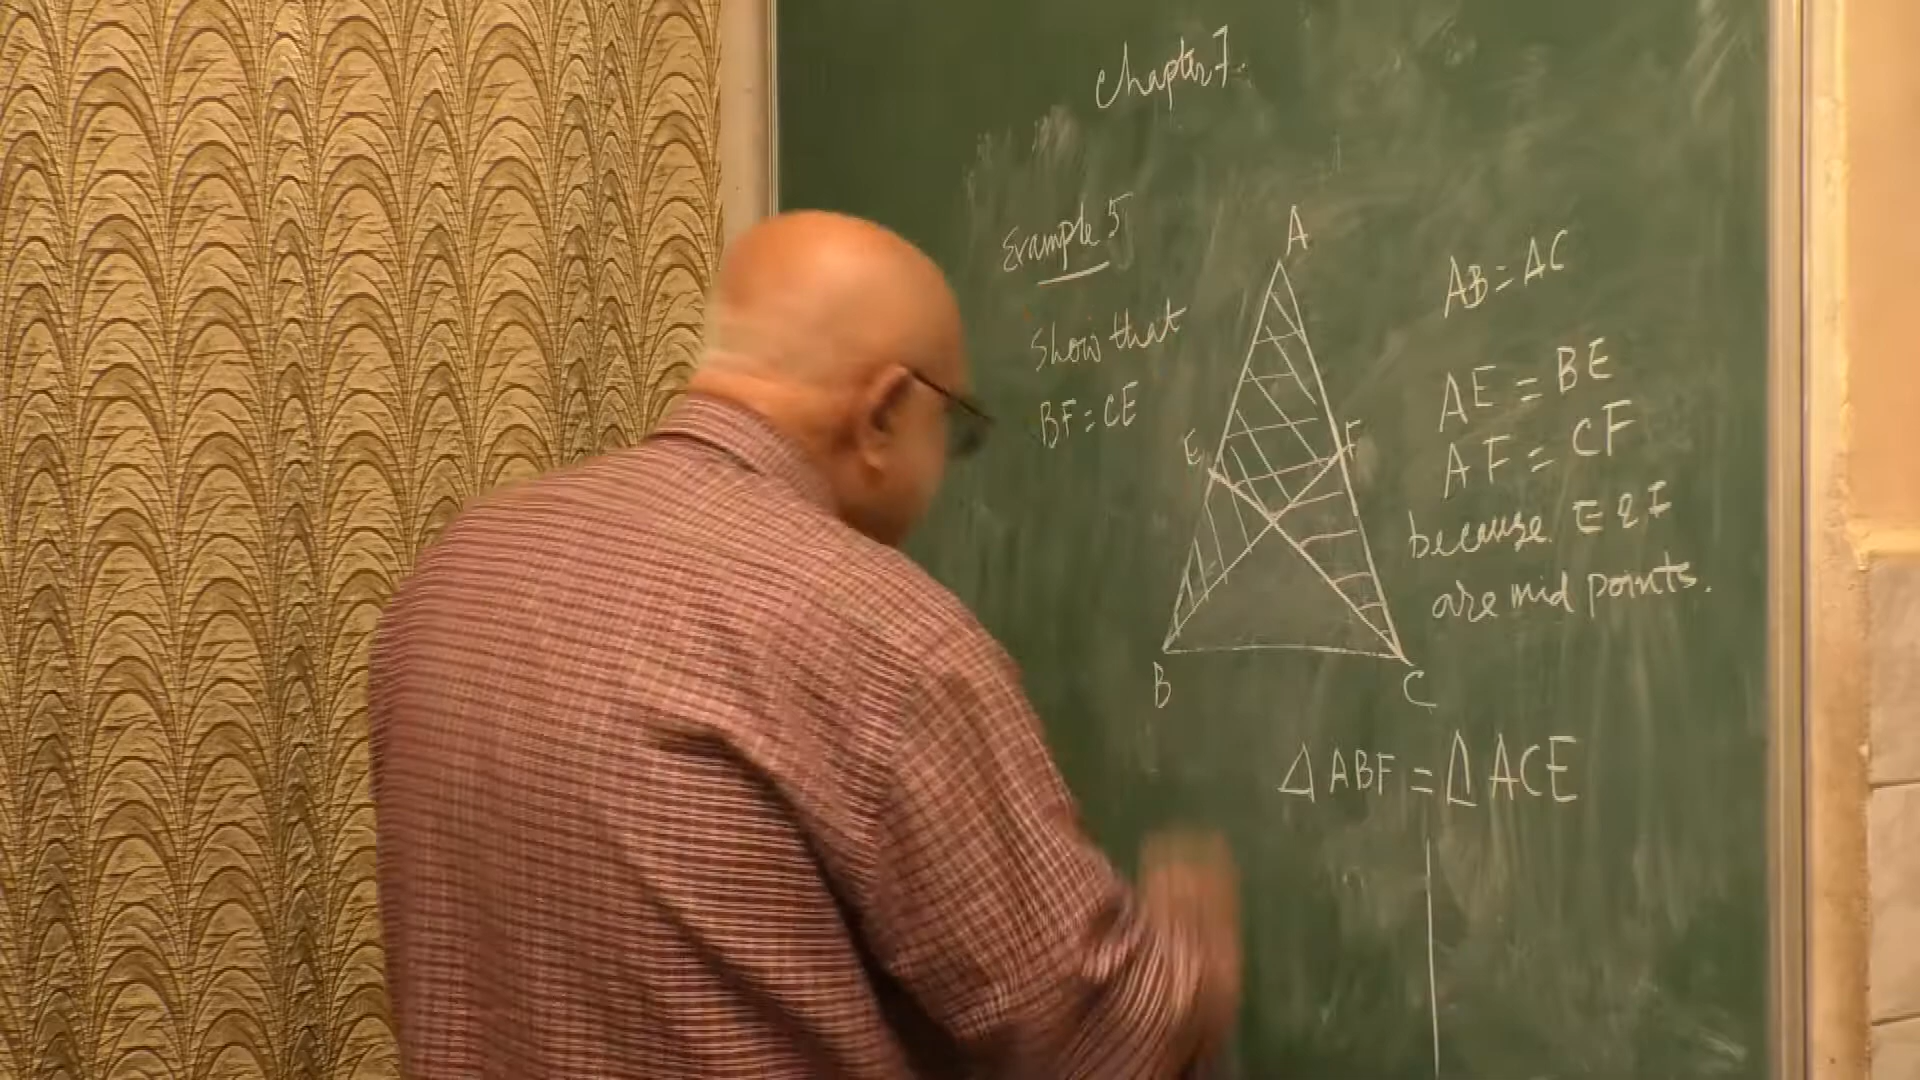 Chapter 7.
Example 5
Show that
BF = CE
A
E
F
B
C
AB = AC
AE = BE
AF = CF
because E & F
are mid points.
Δ ABF = Δ ACE